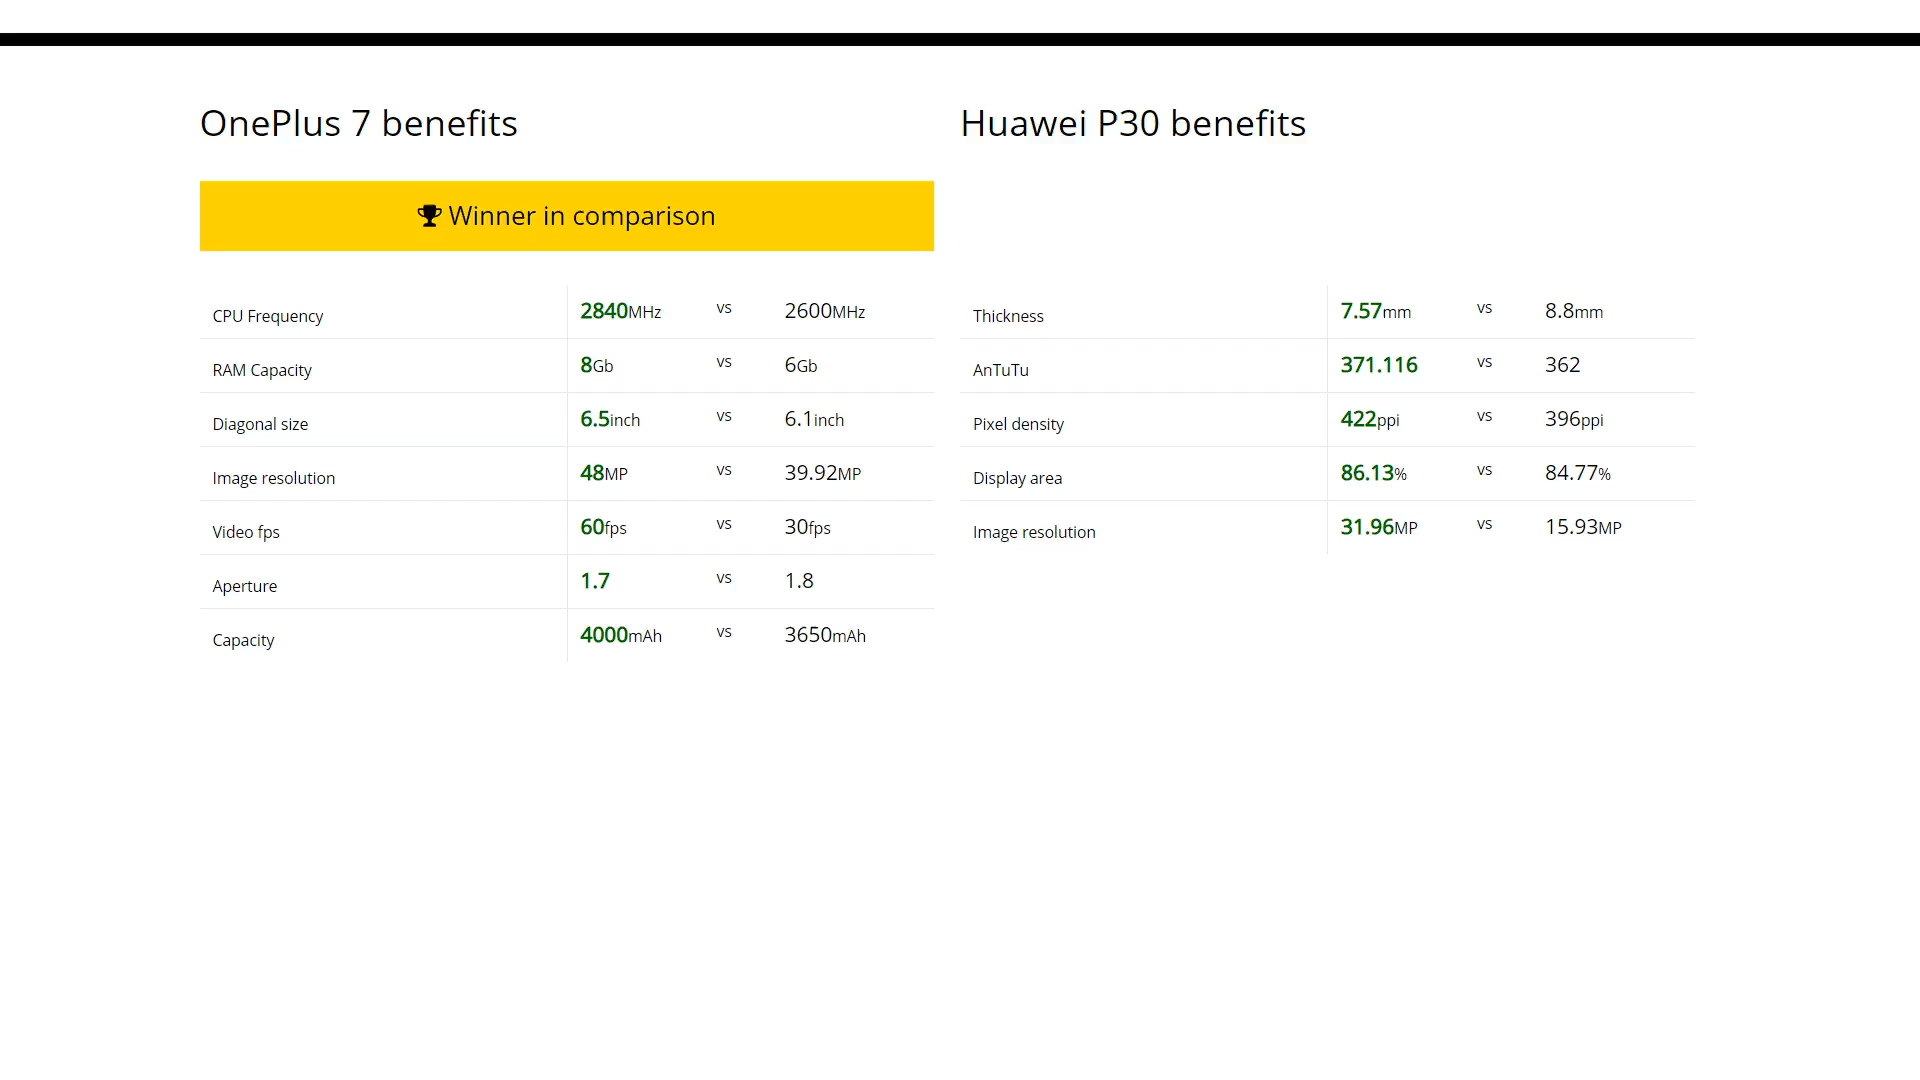 OnePlus 7 benefits
Winner in comparison
CPU Frequency 2840MHz vs 2600MHz
RAM Capacity 8Gb vs 6Gb
Diagonal size 6.5inch vs 6.1inch
Image resolution 48MP vs 39.92MP
Video fps 60fps vs 30fps
Aperture 1.7 vs 1.8
Capacity 4000mAh vs 3650mAh
Huawei P30 benefits
Thickness 7.57mm vs 8.8mm
AnTuTu 371.116 vs 362
Pixel density 422ppi vs 396ppi
Display area 86.13% vs 84.77%
Image resolution 31.96MP vs 15.93MP